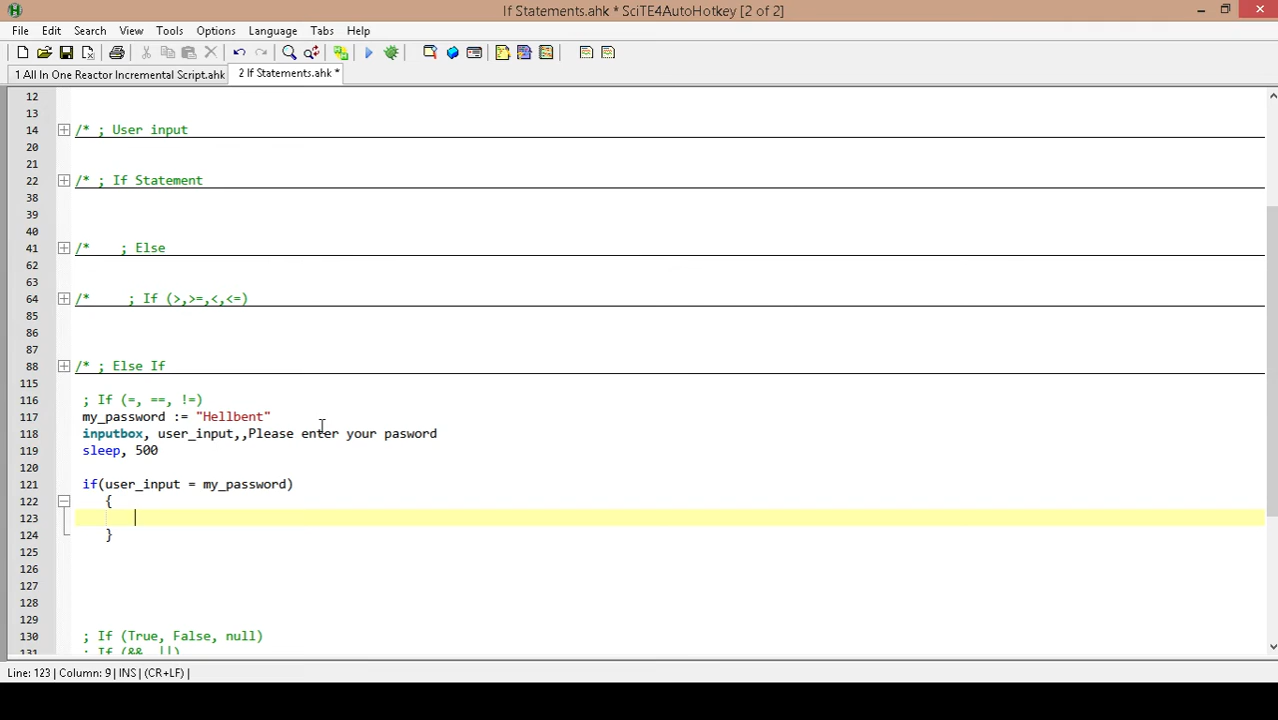 If Statements.ahk * SciTE4AutoHotkey [2 of 2]
File Edit Search View Tools Options Language Tabs Help
1 All In One Reactor Incremental Script.ahk 2 If Statements.ahk *
12
13
14 /* ; User input
20
21
22 /* ; If Statement
38
39
40
41 /* ; Else
62
63
64 /* ; If (>,>=,<,<=)
85
86
87
88 /* ; Else If
115
116 ; If (=, ==, !=)
117 my_password := "Hellbent"
118 inputbox, user_input,,Please enter your pasword
119 sleep, 500
120
121 if(user_input = my_password)
122 {
123
124 }
125
126
127
128
129
130 ; If (True, False, null)
131 ; If (&&, ||)
Line: 123 | Column: 9 | INS | (CR+LF) |